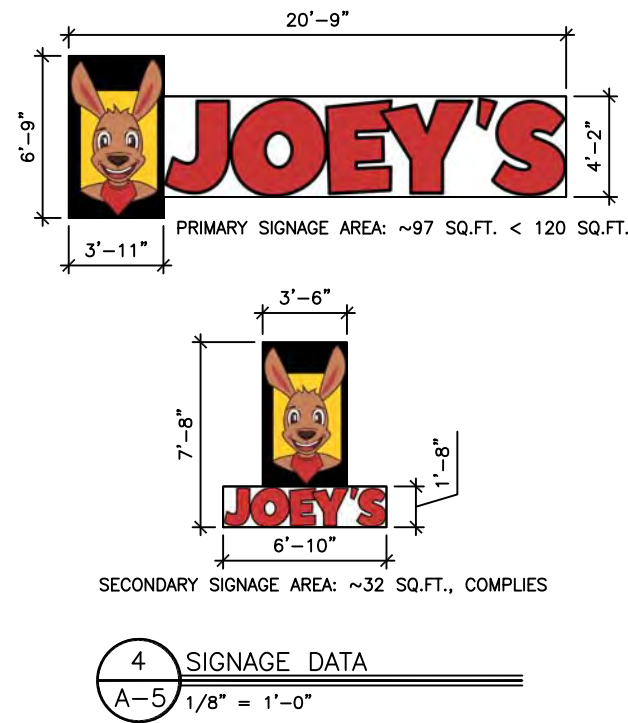 20'-9"
6'-9"
JOEY'S
4'-2"
PRIMARY SIGNAGE AREA: ~97 SQ.FT. < 120 SQ.FT.
3'-11"
3'-6"
7'-8"
1'-8"
JOEY'S
6'-10"
SECONDARY SIGNAGE AREA: ~32 SQ.FT., COMPLIES
4 SIGNAGE DATA
A-5 1/8" = 1'-0"